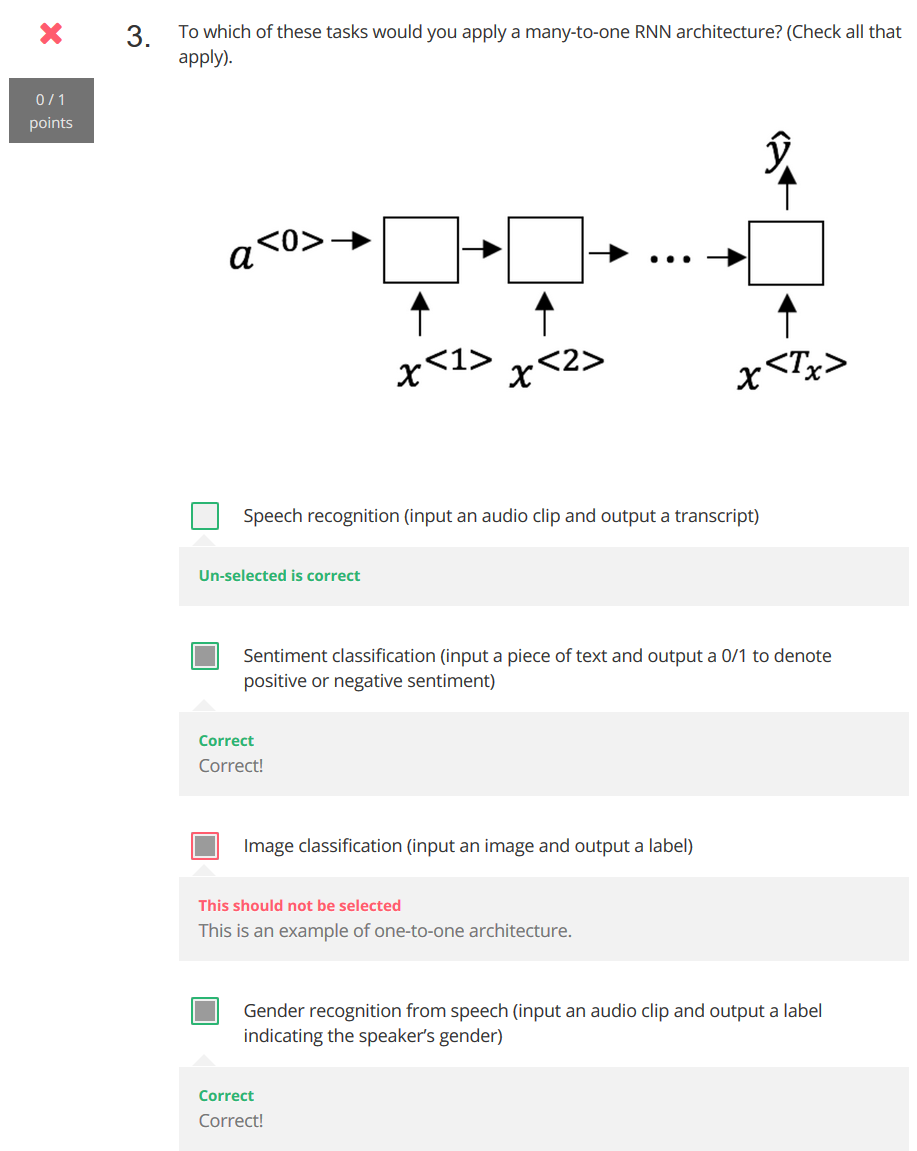 3. To which of these tasks would you apply a many-to-one RNN architecture? (Check all that
apply).
0 / 1
points
ŷ
a<0>
x<1> x<2> ... x<Tx>
Speech recognition (input an audio clip and output a transcript)
Un-selected is correct
Sentiment classification (input a piece of text and output a 0/1 to denote
positive or negative sentiment)
Correct
Correct!
Image classification (input an image and output a label)
This should not be selected
This is an example of one-to-one architecture.
Gender recognition from speech (input an audio clip and output a label
indicating the speaker’s gender)
Correct
Correct!